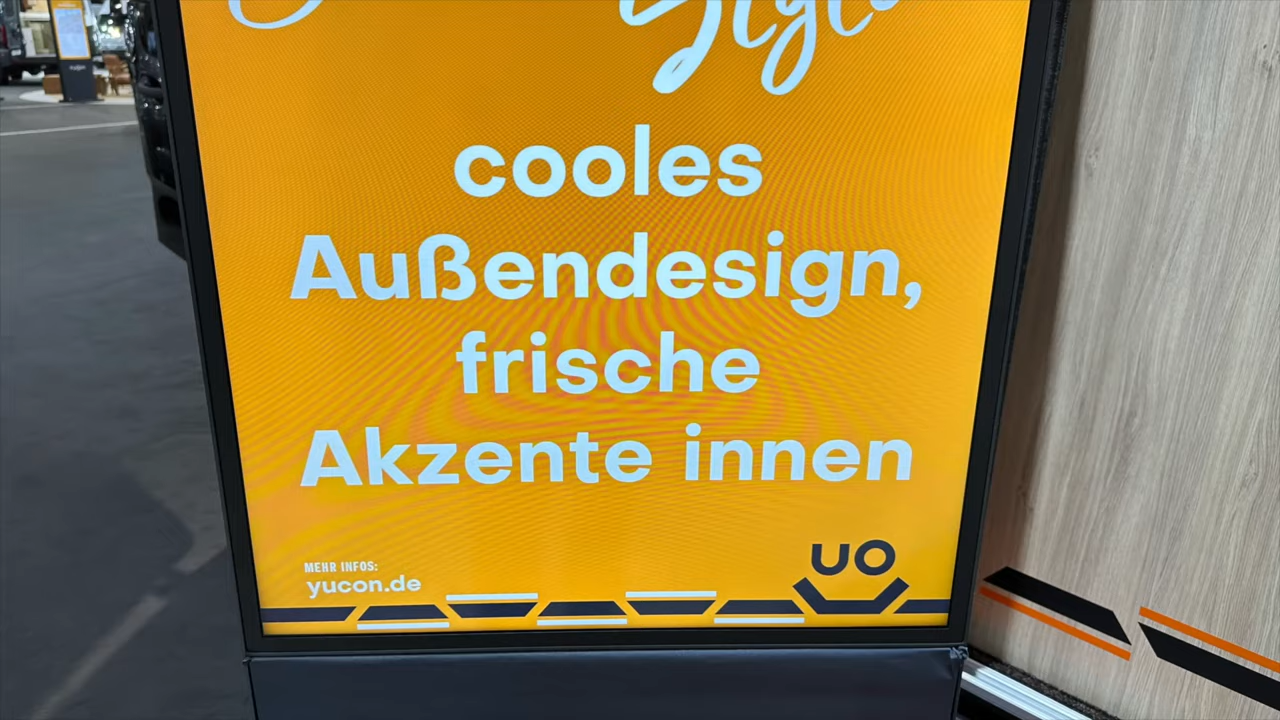 cooles
Außendesign,
frische
Akzente innen
MEHR INFOS:
yucon.de
UO